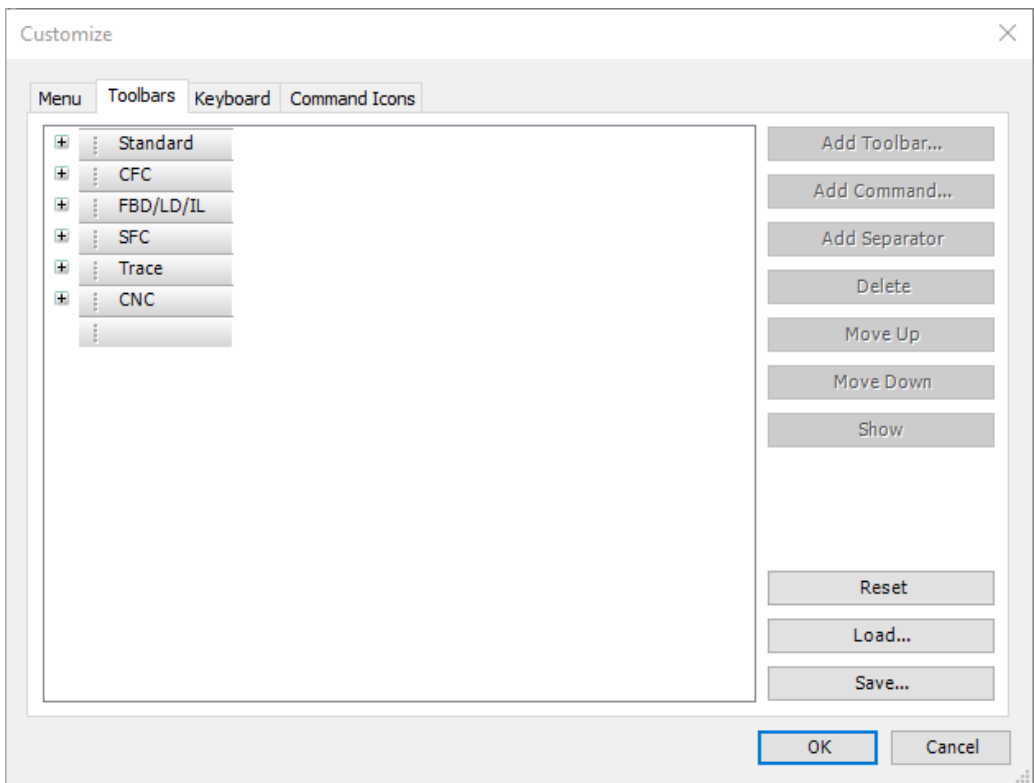 Customize
Menu Toolbars Keyboard Command Icons
Standard
CFC
FBD/LD/IL
SFC
Trace
CNC
Add Toolbar...
Add Command...
Add Separator
Delete
Move Up
Move Down
Show
Reset
Load...
Save...
OK Cancel